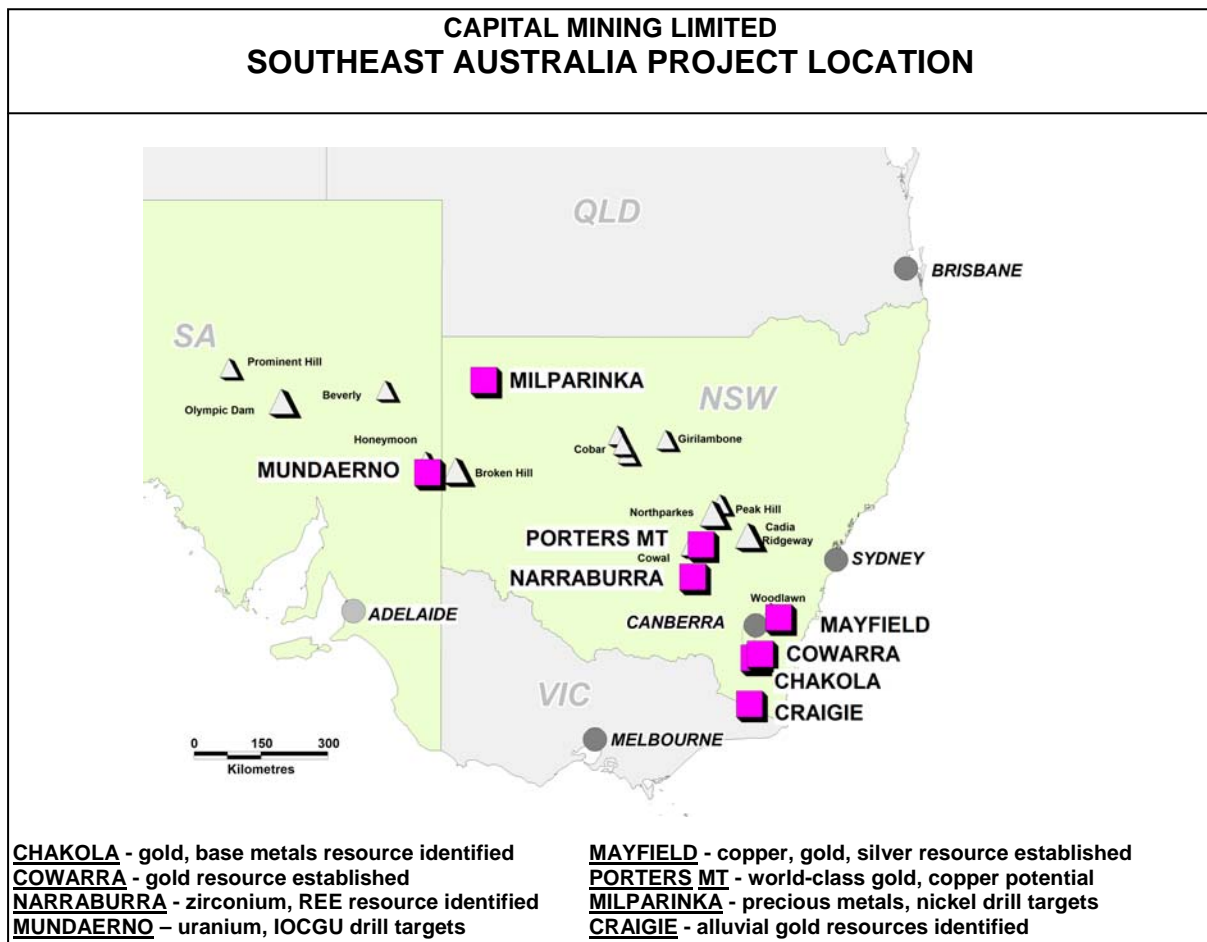 CAPITAL MINING LIMITED
SOUTHEAST AUSTRALIA PROJECT LOCATION
QLD
BRISBANE
SA
Prominent Hill
MILPARINKA
NSW
Beverly
Olympic Dam
Honeymoon
Cobar
Girilambone
MUNDAERNO
Broken Hill
Northparkes
Peak Hill
Cadia
Ridgeway
PORTERS MT
Cowal
SYDNEY
NARRABURRA
Woodlawn
ADELAIDE
CANBERRA
MAYFIELD
COWARRA
CHAKOLA
VIC
CRAIGIE
MELBOURNE
0 150 300
Kilometres
CHAKOLA - gold, base metals resource identified
COWARRA - gold resource established
NARRABURRA - zirconium, REE resource identified
MUNDAERNO – uranium, IOCGU drill targets
MAYFIELD - copper, gold, silver resource established
PORTERS MT - world-class gold, copper potential
MILPARINKA - precious metals, nickel drill targets
CRAIGIE - alluvial gold resources identified